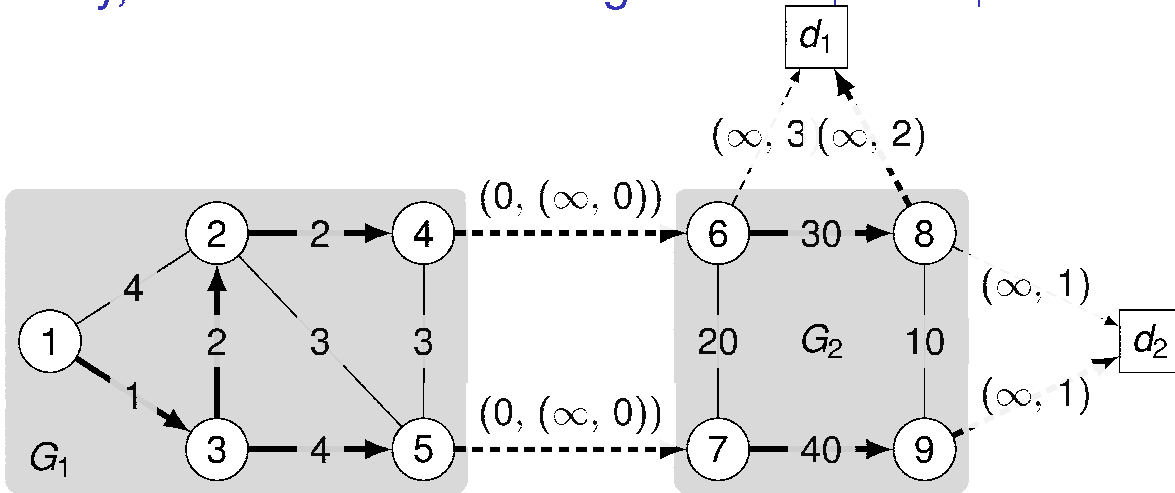 d1
(∞, 3 (∞, 2)
(0, (∞, 0))
2 2 4 6 30 8
4 (∞, 1)
1 2 3 3 20 G2 10 d2
1 (0, (∞, 0)) (∞, 1)
G1 3 4 5 7 40 9